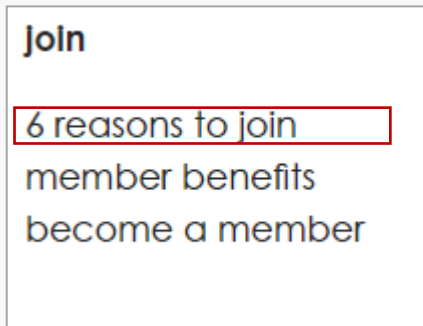 join
6 reasons to join
member benefits
become a member